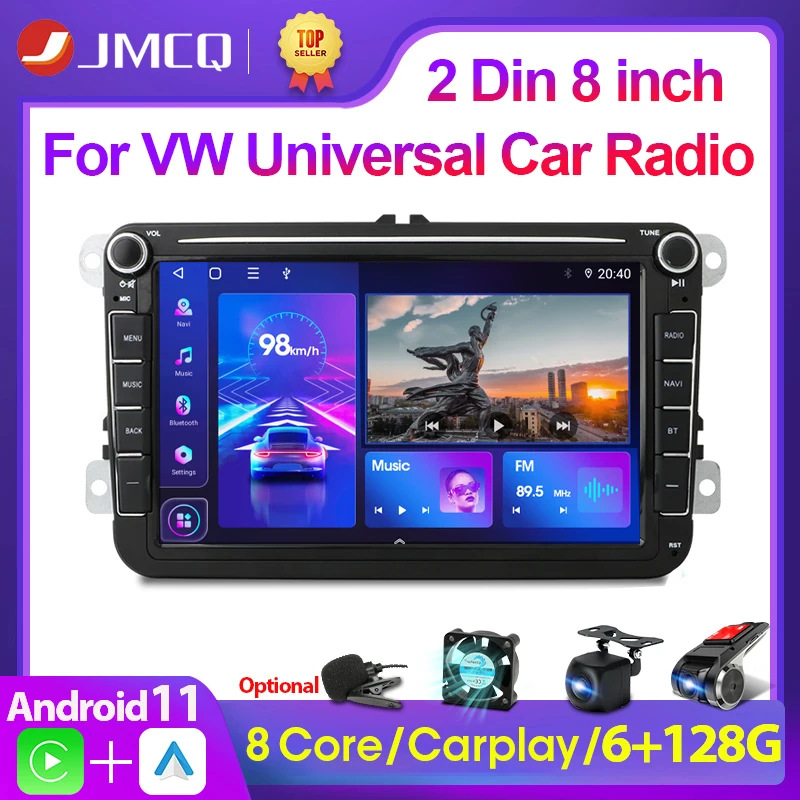 JMCQ
TOP
SELLER
2 Din 8 inch
For VW Universal Car Radio
VOL
TUNE
20:40
MIC
MENU
MUSIC
BACK
RADIO
NAVI
BT
RST
Navi
Music
Bluetooth
Settings
98 km/h
Music
FM
89.5 MHz
Optional
Android11
8 Core/Carplay/6+128G